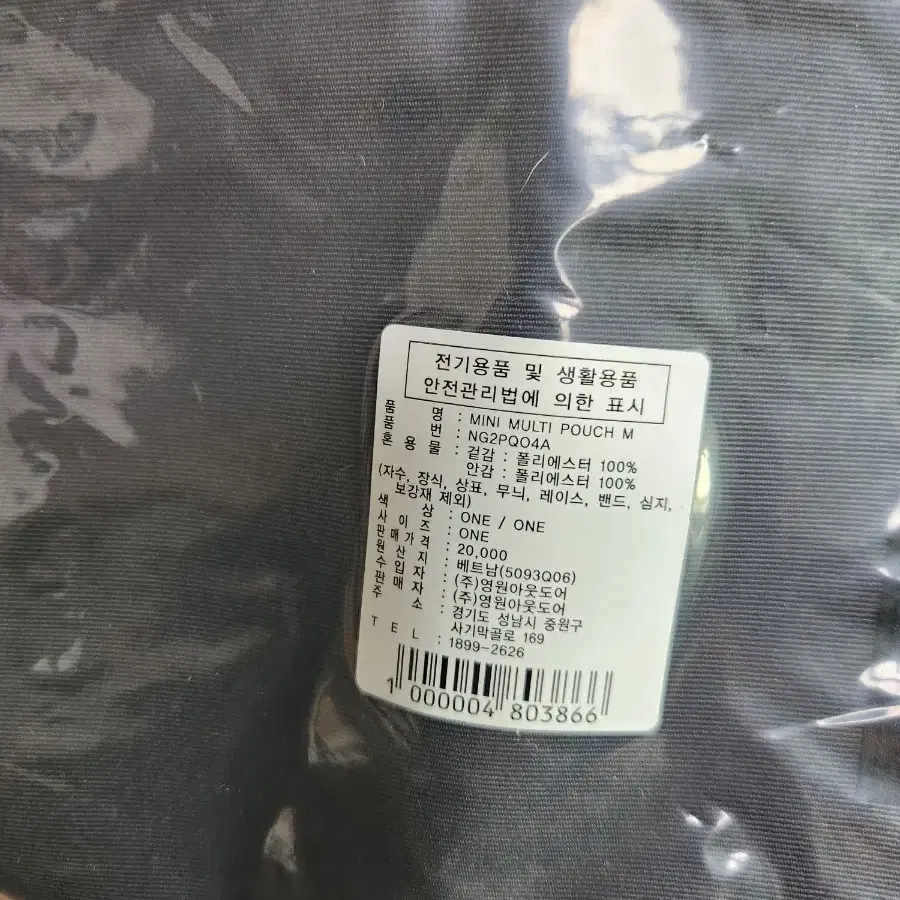 전기용품 및 생활용품
안전관리법에 의한 표시
품 명 : MINI MULTI POUCH M
품 번 : NG2PQ04A
혼 용 물 : 겉감 : 폴리에스터 100%
안감 : 폴리에스터 100%
(자수, 장식, 상표, 무늬, 레이스, 밴드, 심지,
보강재 제외)
색 상 : ONE / ONE
사 이 즈 : ONE
판 매 가 격 : 20,000
원 산 지 : 베트남(5093Q06)
수 입 자 : (주)영원아웃도어
판 매 자 : (주)영원아웃도어
주 소 : 경기도 성남시 중원구
사기막골로 169
T E L : 1899-2626
1 000004 803866